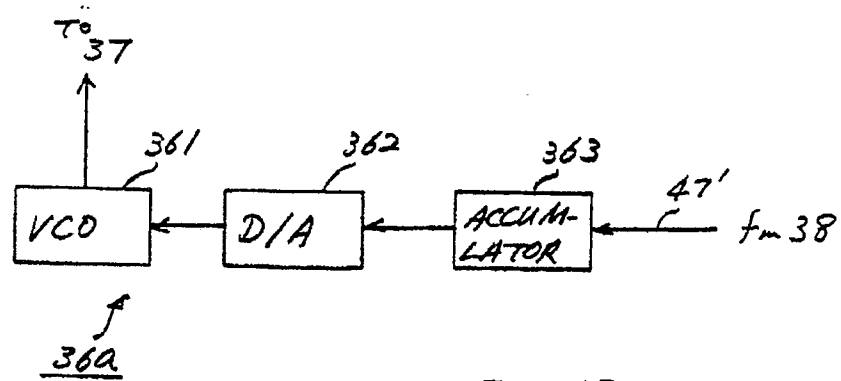 To
37
361
362
363
47'
VCO
D/A
ACCUM-
LATOR
fm 38
36a